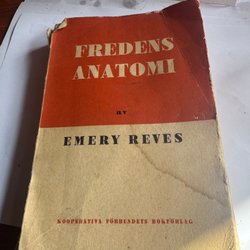 FREDENS
ANATOMI
AV
EMERY REVES
KOOPERATIVA FÖRBUNDETS BOKFÖRLAG